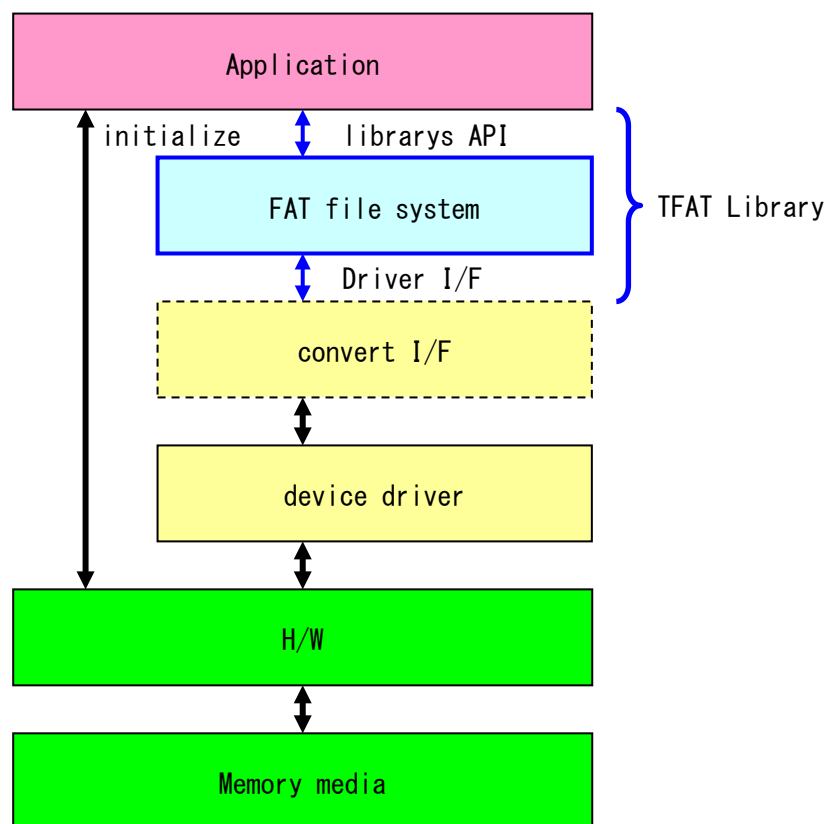 Application
initialize
librarys API
FAT file system
TFAT Library
Driver I/F
convert I/F
device driver
H/W
Memory media